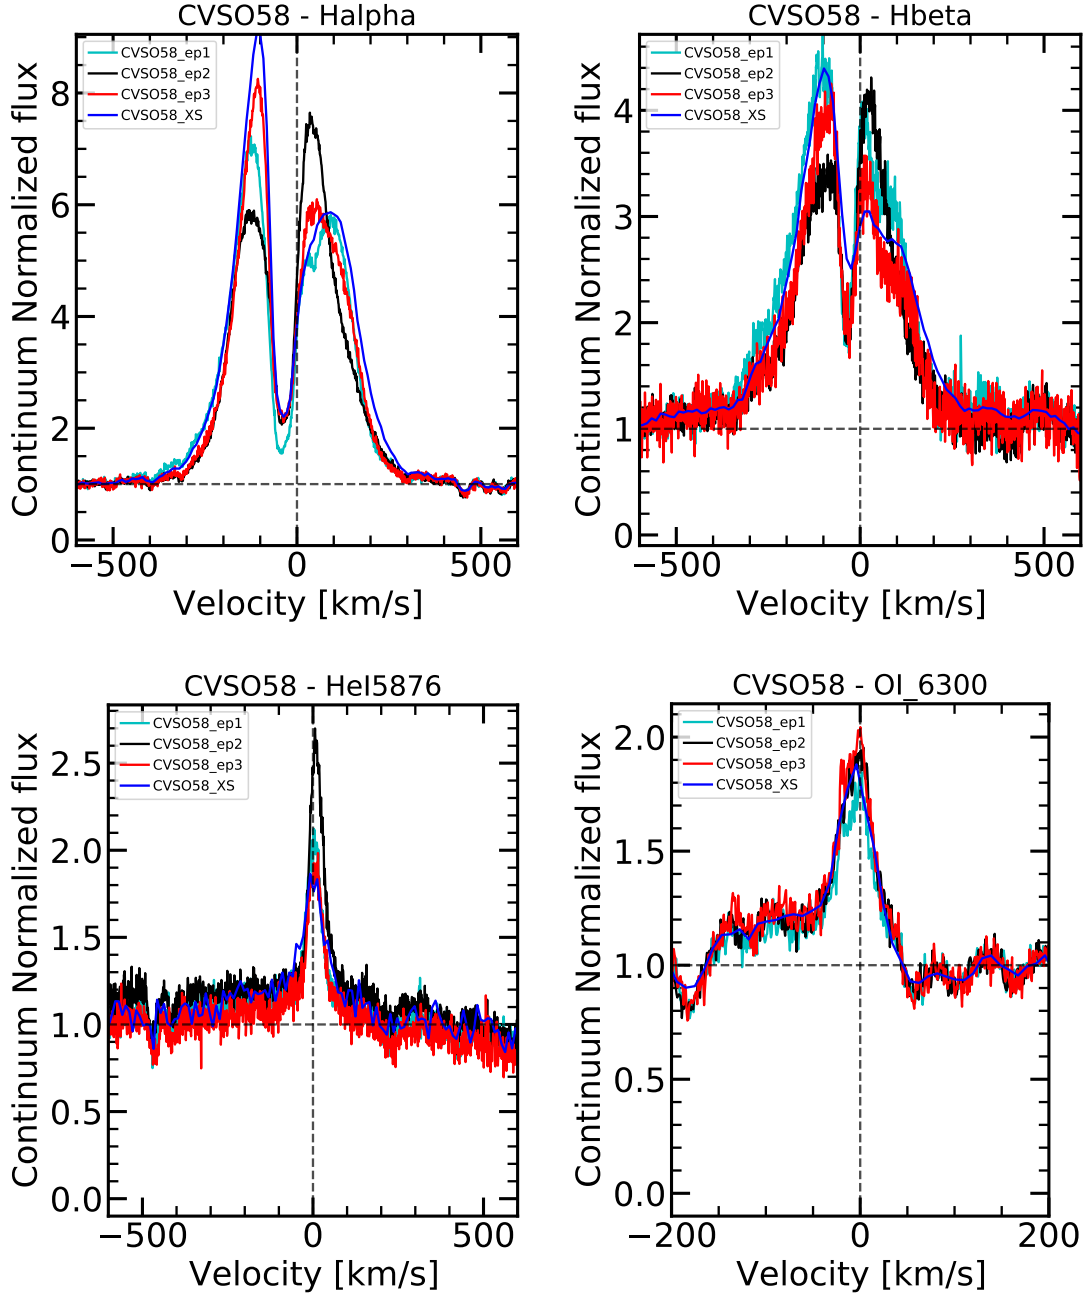 CVSO58 - Halpha
Continuum Normalized flux
8
6
4
2
0
CVSO58_ep1
CVSO58_ep2
CVSO58_ep3
CVSO58_XS
−500 0 500
Velocity [km/s]
CVSO58 - Hbeta
Continuum Normalized flux
4
3
2
1
0
CVSO58_ep1
CVSO58_ep2
CVSO58_ep3
CVSO58_XS
−500 0 500
Velocity [km/s]
CVSO58 - HeI5876
Continuum Normalized flux
2.5
2.0
1.5
1.0
0.5
0.0
CVSO58_ep1
CVSO58_ep2
CVSO58_ep3
CVSO58_XS
−500 0 500
Velocity [km/s]
CVSO58 - OI_6300
Continuum Normalized flux
2.0
1.5
1.0
0.5
0.0
CVSO58_ep1
CVSO58_ep2
CVSO58_ep3
CVSO58_XS
−200 −100 0 100 200
Velocity [km/s]